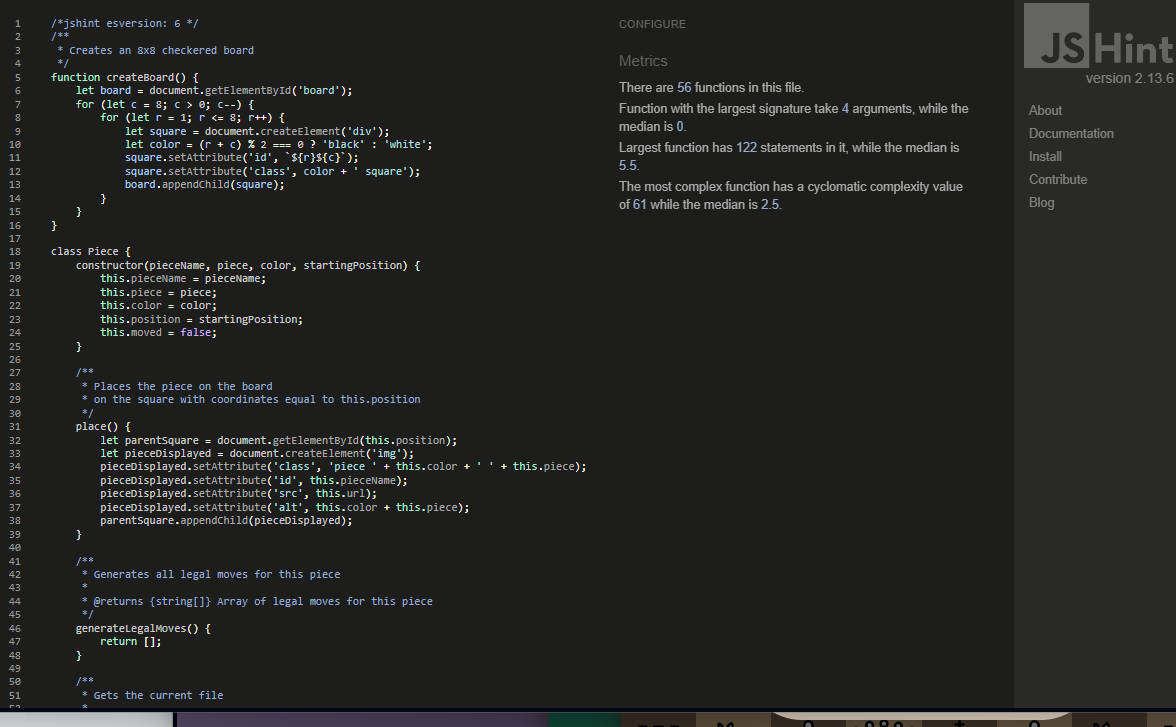 1 /*jshint esversion: 6 */
2 /**
3 * Creates an 8x8 checkered board
4 */
5 function createBoard() {
6 let board = document.getElementById('board');
7 for (let c = 8; c > 0; c--) {
8 for (let r = 1; r <= 8; r++) {
9 let square = document.createElement('div');
10 let color = (r + c) % 2 === 0 ? 'black' : 'white';
11 square.setAttribute('id', `${r}${c}`);
12 square.setAttribute('class', color + ' square');
13 board.appendChild(square);
14 }
15 }
16 }
17
18 class Piece {
19 constructor(pieceName, piece, color, startingPosition) {
20 this.pieceName = pieceName;
21 this.piece = piece;
22 this.color = color;
23 this.position = startingPosition;
24 this.moved = false;
25 }
26
27 /**
28 * Places the piece on the board
29 * on the square with coordinates equal to this.position
30 */
31 place() {
32 let parentSquare = document.getElementById(this.position);
33 let pieceDisplayed = document.createElement('img');
34 pieceDisplayed.setAttribute('class', 'piece ' + this.color + ' ' + this.piece);
35 pieceDisplayed.setAttribute('id', this.pieceName);
36 pieceDisplayed.setAttribute('src', this.url);
37 pieceDisplayed.setAttribute('alt', this.color + this.piece);
38 parentSquare.appendChild(pieceDisplayed);
39 }
40
41 /**
42 * Generates all legal moves for this piece
43 *
44 * @returns {string[]} Array of legal moves for this piece
45 */
46 generateLegalMoves() {
47 return [];
48 }
49
50 /**
51 * Gets the current file
52 *
CONFIGURE
Metrics
There are 56 functions in this file.
Function with the largest signature take 4 arguments, while the
median is 0.
Largest function has 122 statements in it, while the median is
5.5.
The most complex function has a cyclomatic complexity value
of 61 while the median is 2.5.
JSHint
version 2.13.6
About
Documentation
Install
Contribute
Blog